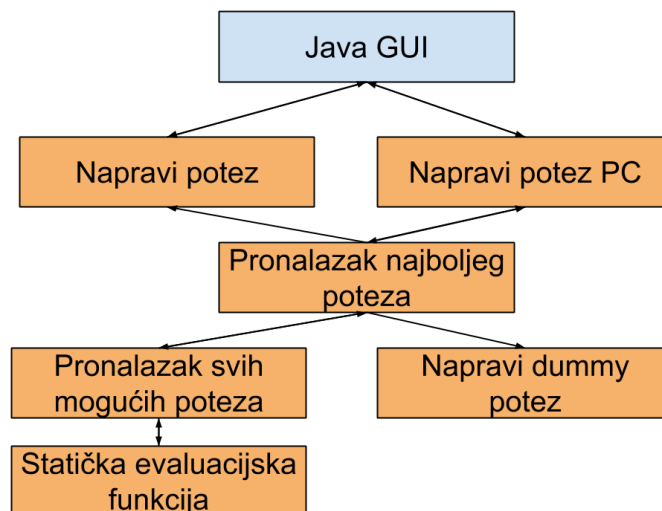 Java GUI
Napravi potez
Napravi potez PC
Pronalazak najboljeg
poteza
Pronalazak svih
mogućih poteza
Napravi dummy
potez
Statička evaluacijska
funkcija